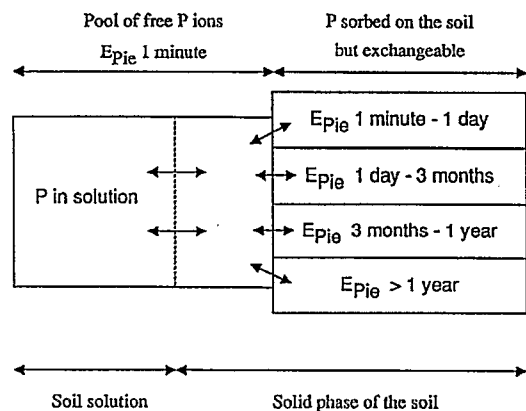 Pool of free P ions
E_Pie 1 minute
P sorbed on the soil
but exchangeable
E_Pie 1 minute - 1 day
P in solution
E_Pie 1 day - 3 months
E_Pie 3 months - 1 year
E_Pie > 1 year
Soil solution
Solid phase of the soil